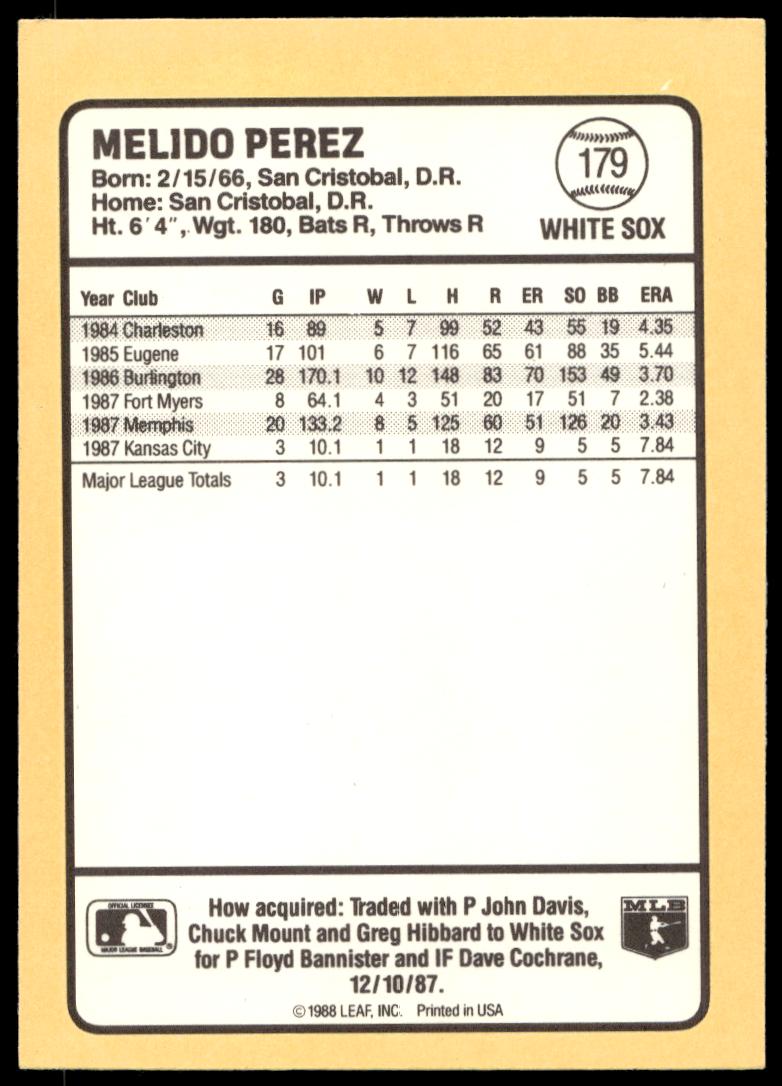 MELIDO PEREZ
Born: 2/15/66, San Cristobal, D.R.
Home: San Cristobal, D.R.
Ht. 6'4", Wgt. 180, Bats R, Throws R
179
WHITE SOX
Year Club G IP W L H R ER SO BB ERA
1984 Charleston 16 89 5 7 99 52 43 55 19 4.35
1985 Eugene 17 101 6 7 116 65 61 88 35 5.44
1986 Burlington 28 170.1 10 12 148 83 70 153 49 3.70
1987 Fort Myers 8 64.1 4 3 51 20 17 51 7 2.38
1987 Memphis 20 133.2 8 5 125 60 51 126 20 3.43
1987 Kansas City 3 10.1 1 1 18 12 9 5 5 7.84
Major League Totals 3 10.1 1 1 18 12 9 5 5 7.84
OFFICIAL LICENSEE
MAJOR LEAGUE BASEBALL ®
How acquired: Traded with P John Davis,
Chuck Mount and Greg Hibbard to White Sox
for P Floyd Bannister and IF Dave Cochrane,
12/10/87.
MLB
© 1988 LEAF, INC. Printed in USA